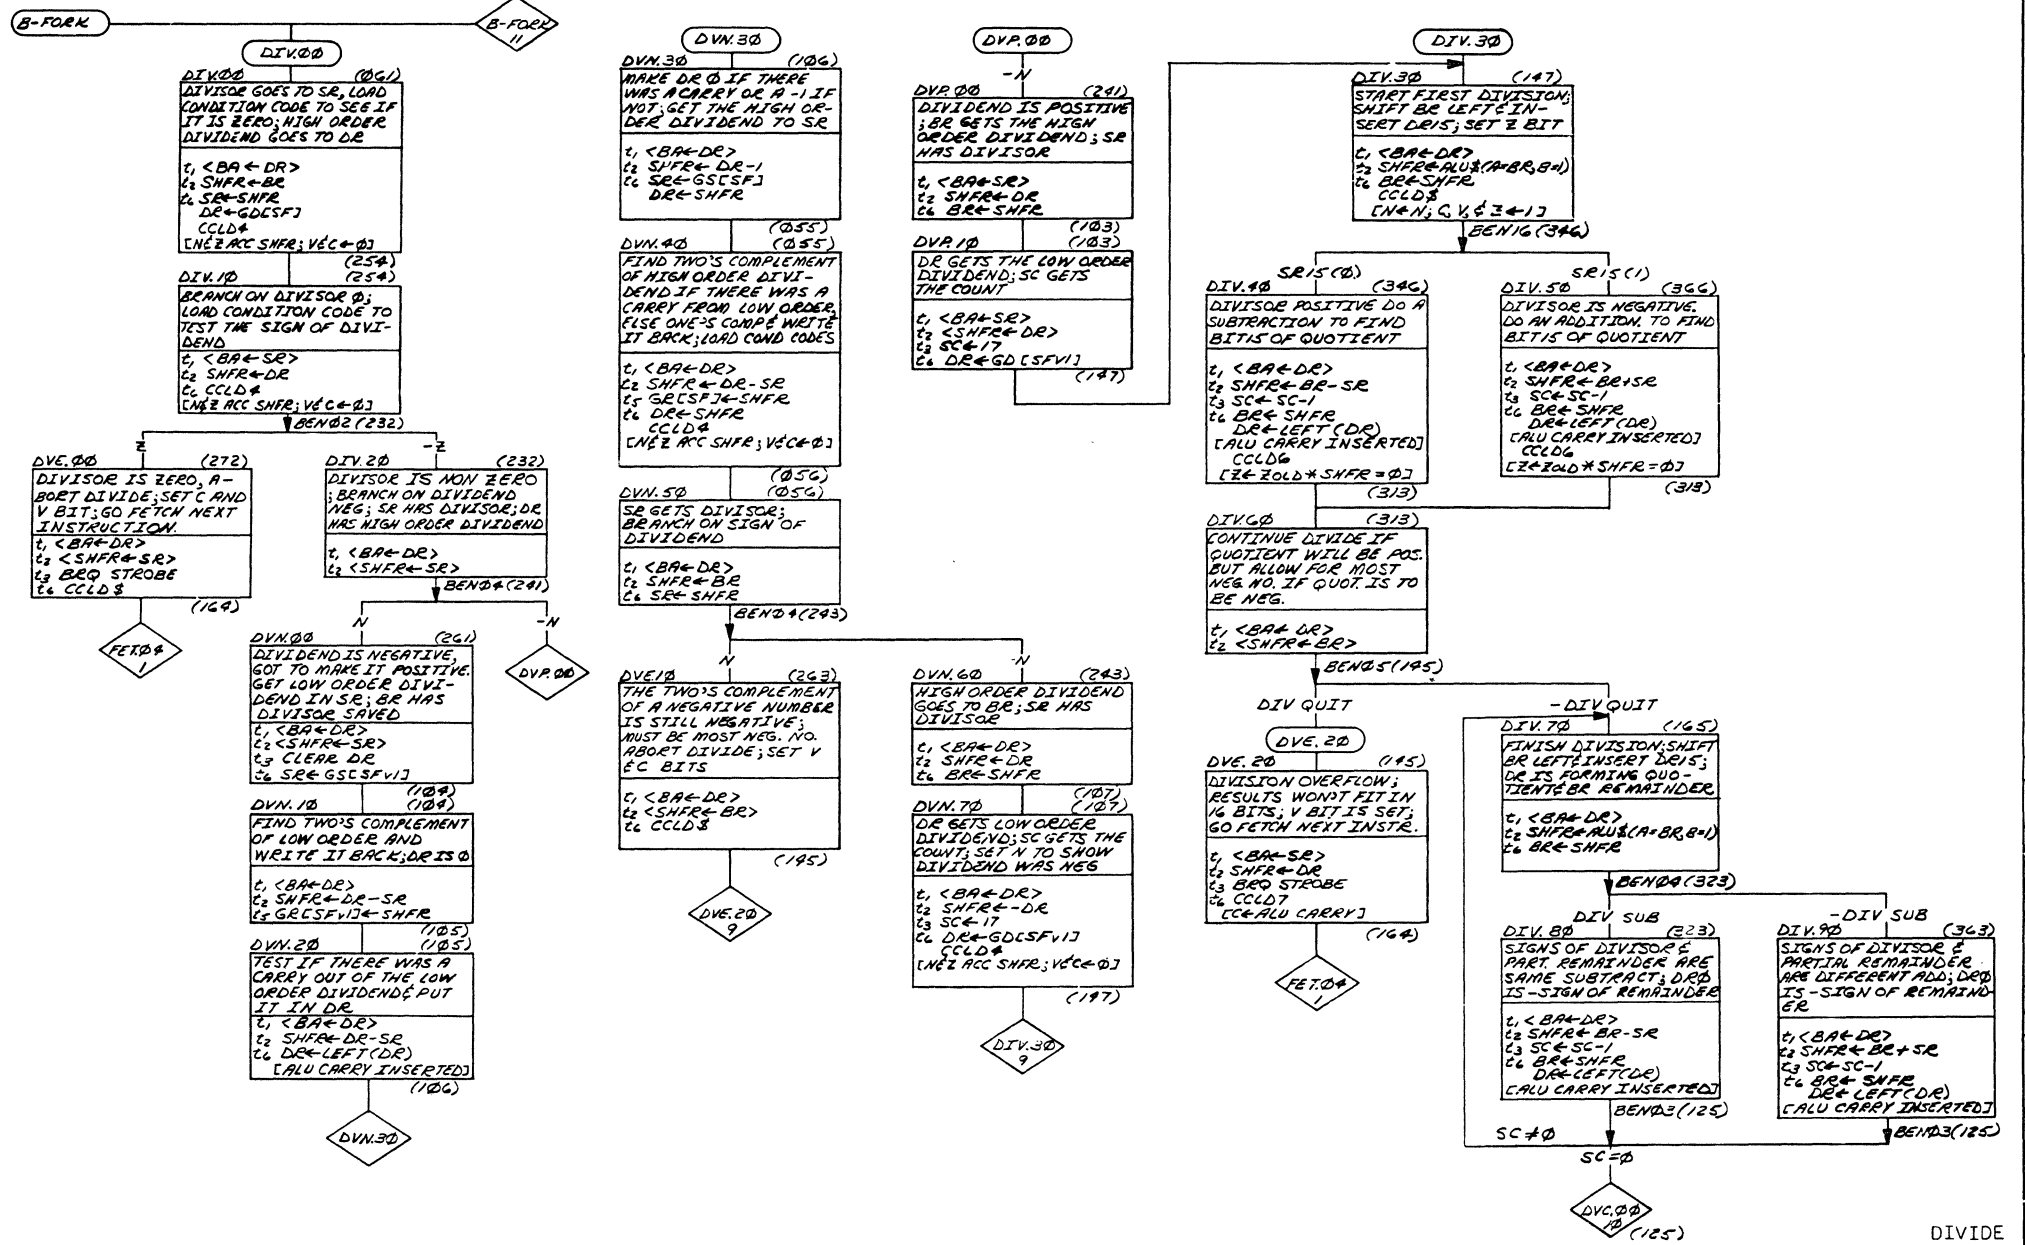 B-FORK
B-FORK
11
DIV.00
DIV.00 (061)
DIVISOR GOES TO SR, LOAD
CONDITION CODE TO SEE IF
IT IS ZERO; HIGH ORDER
DIVIDEND GOES TO DR
t1 <BA←DR>
t2 SHFR←BR
t6 SR←SHFR
DR←GD[SF]
CCLD4
[N&Z ACC SHFR; V&C←0]
(254)
DIV.10 (254)
BRANCH ON DIVISOR 0;
LOAD CONDITION CODE TO
TEST THE SIGN OF DIVI-
DEND
t1 <BA←SR>
t2 SHFR←DR
t6 CCLD4
[N&Z ACC SHFR; V&C←0]
BEN02(232)
Z
-Z
DVE.00 (272)
DIVISOR IS ZERO, A-
BORT DIVIDE; SET C AND
V BIT; GO FETCH NEXT
INSTRUCTION.
t1 <BA←DR>
t2 <SHFR←SR>
t3 BRQ STROBE
t6 CCLD$
(164)
FET.04
1
DIV.20 (232)
DIVISOR IS NON ZERO
; BRANCH ON DIVIDEND
NEG; SR HAS DIVISOR; DR
HAS HIGH ORDER DIVIDEND
t1 <BA←DR>
t2 <SHFR←SR>
BEN04(241)
N
-N
DVP.00
DVN.00 (261)
DIVIDEND IS NEGATIVE,
GOT TO MAKE IT POSITIVE.
GET LOW ORDER DIVI-
DEND IN SR; BR HAS
DIVISOR SAVED
t1 <BA←DR>
t2 <SHFR←SR>
t3 CLEAR DR
t6 SR←GS[SFV1]
(104)
DVN.10 (104)
FIND TWO'S COMPLEMENT
OF LOW ORDER AND
WRITE IT BACK; DR IS 0
t1 <BA←DR>
t2 SHFR←DR-SR
t5 GR[SFV1]←SHFR
(105)
DVN.20 (105)
TEST IF THERE WAS A
CARRY OUT OF THE LOW
ORDER DIVIDEND & PUT
IT IN DR
t1 <BA←DR>
t2 SHFR←DR-SR
t6 DR←LEFT(DR)
[ALU CARRY INSERTED]
(106)
DVN.30
DVN.30
DVN.30 (106)
MAKE DR 0 IF THERE
WAS A CARRY OR A -1 IF
NOT; GET THE HIGH OR-
DER DIVIDEND TO SR
t1 <BA←DR>
t2 SHFR←DR-1
t6 SR←GS[SF]
DR←SHFR
(055)
DVN.40 (055)
FIND TWO'S COMPLEMENT
OF HIGH ORDER DIVI-
DEND IF THERE WAS A
CARRY FROM LOW ORDER,
ELSE ONE'S COMP & WRITE
IT BACK; LOAD COND CODES
t1 <BA←DR>
t2 SHFR←DR-SR
t5 GR[SF]←SHFR
t6 DR←SHFR
CCLD4
[N&Z ACC SHFR; V&C←0]
(056)
DVN.50 (056)
SR GETS DIVISOR;
BRANCH ON SIGN OF
DIVIDEND
t1 <BA←DR>
t2 SHFR←BR
t6 SR←SHFR
BEN04(243)
N
-N
DVE.10 (263)
THE TWO'S COMPLEMENT
OF A NEGATIVE NUMBER
IS STILL NEGATIVE;
MUST BE MOST NEG. NO.
ABORT DIVIDE; SET V
& C BITS
t1 <BA←DR>
t2 <SHFR←BR>
t6 CCLD$
(145)
DVE.20
9
DVN.60 (243)
HIGH ORDER DIVIDEND
GOES TO BR; SR HAS
DIVISOR
t1 <BA←DR>
t2 SHFR←DR
t6 BR←SHFR
(107)
DVN.70 (107)
DR GETS LOW ORDER
DIVIDEND; SC GETS THE
COUNT; SET N TO SHOW
DIVIDEND WAS NEG
t1 <BA←DR>
t2 SHFR←-DR
t3 SC←17
t6 DR←GD[SFV1]
CCLD4
[N&Z ACC SHFR; V&C←0]
(147)
DIV.30
9
DVP.00
-N
DVP.00 (241)
DIVIDEND IS POSITIVE
; BR GETS THE HIGH
ORDER DIVIDEND; SR
HAS DIVISOR
t1 <BA←SR>
t2 SHFR←DR
t6 BR←SHFR
(103)
DVP.10 (103)
DR GETS THE LOW ORDER
DIVIDEND; SC GETS
THE COUNT
t1 <BA←SR>
t2 <SHFR←DR>
t3 SC←17
t6 DR←GD[SFV1]
(147)
DIV.30
DIV.30 (147)
START FIRST DIVISION;
SHIFT BR LEFT & IN-
SERT DR15; SET Z BIT
t1 <BA←DR>
t2 SHFR←ALU$(A=BR,B=1)
t6 BR←SHFR
CCLD$
[N←N; C, V, & Z←1]
BEN16(346)
SR15(0)
SR15(1)
DIV.40 (346)
DIVISOR POSITIVE DO A
SUBTRACTION TO FIND
BIT15 OF QUOTIENT
t1 <BA←DR>
t2 SHFR←BR-SR
t3 SC←SC-1
t6 BR←SHFR
DR←LEFT(DR)
[ALU CARRY INSERTED]
CCLD6
[Z←ZOLD*SHFR=0]
(313)
DIV.50 (366)
DIVISOR IS NEGATIVE.
DO AN ADDITION. TO FIND
BIT15 OF QUOTIENT
t1 <BA←DR>
t2 SHFR←BR+SR
t3 SC←SC-1
t6 BR←SHFR
DR←LEFT(DR)
[ALU CARRY INSERTED]
CCLD6
[Z←ZOLD*SHFR=0]
(313)
DIV.60 (313)
CONTINUE DIVIDE IF
QUOTIENT WILL BE POS.
BUT ALLOW FOR MOST
NEG NO. IF QUOT. IS TO
BE NEG.
t1 <BA←DR>
t2 <SHFR←BR>
BEN05(145)
DIV QUIT
-DIV QUIT
DVE.20
DVE.20 (145)
DIVISION OVERFLOW;
RESULTS WON'T FIT IN
16 BITS; V BIT IS SET;
GO FETCH NEXT INSTR.
t1 <BA←SR>
t2 SHFR←DR
t3 BRQ STROBE
t6 CCLD7
[C←ALU CARRY]
(164)
FET.04
1
DIV.70 (165)
FINISH DIVISION; SHIFT
BR LEFT & INSERT DR15;
DR IS FORMING QUO-
TIENT & BR REMAINDER
t1 <BA←DR>
t2 SHFR←ALU$(A=BR,B=1)
t6 BR←SHFR
BEN04(323)
DIV SUB
-DIV SUB
DIV.80 (323)
SIGNS OF DIVISOR &
PART. REMAINDER ARE
SAME SUBTRACT; DR0
IS -SIGN OF REMAINDER
t1 <BA←DR>
t2 SHFR←BR-SR
t3 SC←SC-1
t6 BR←SHFR
DR←LEFT(DR)
[ALU CARRY INSERTED]
BEN03(125)
DIV.90 (363)
SIGNS OF DIVISOR &
PARTIAL REMAINDER
ARE DIFFERENT ADD; DR0
IS -SIGN OF REMAIND-
ER
t1 <BA←DR>
t2 SHFR←BR+SR
t3 SC←SC-1
t6 BR←SHFR
DR←LEFT(DR)
[ALU CARRY INSERTED]
BEN03(125)
SC≠0
SC=0
DVC.00
10
(125)
DIVIDE